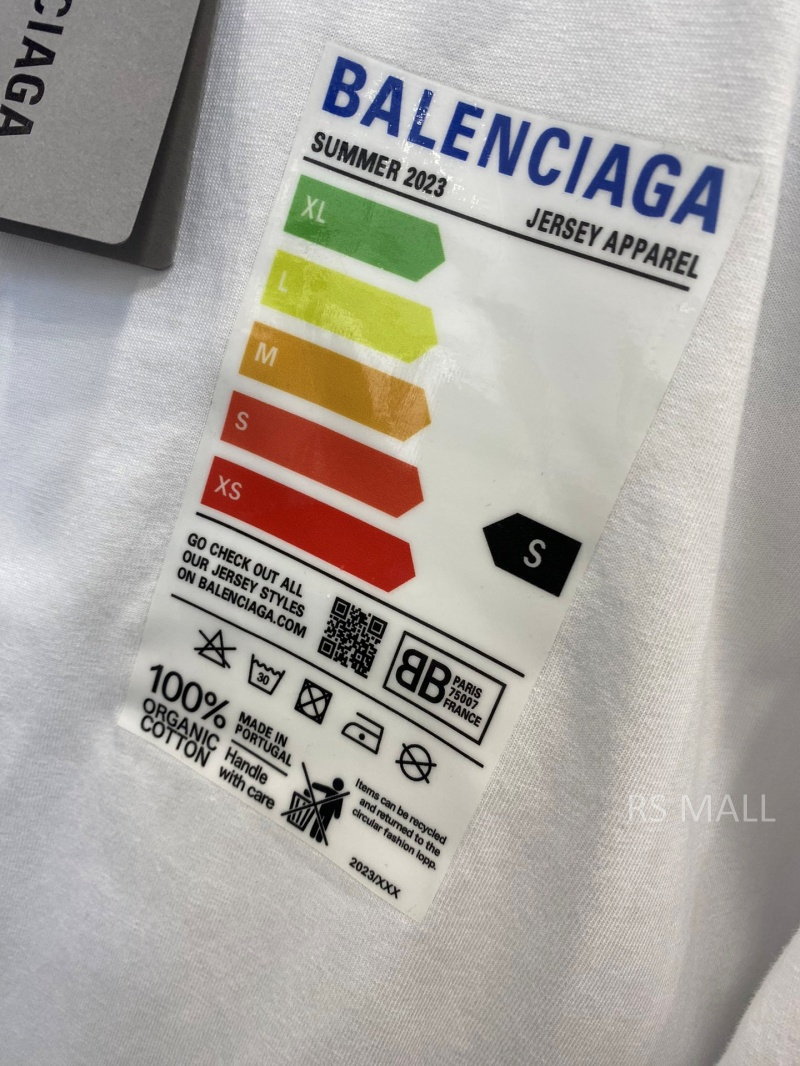 CIAGA
BALENCIAGA
SUMMER 2023
JERSEY APPAREL
XL
L
M
S
XS
S
GO CHECK OUT ALL
OUR JERSEY STYLES
ON BALENCIAGA.COM
BB
PARIS
75007
FRANCE
30
100%
ORGANIC
COTTON
MADE IN
PORTUGAL
Handle
with care
Items can be recycled
and returned to the
circular fashion lopp.
2023/XXX
RS MALL